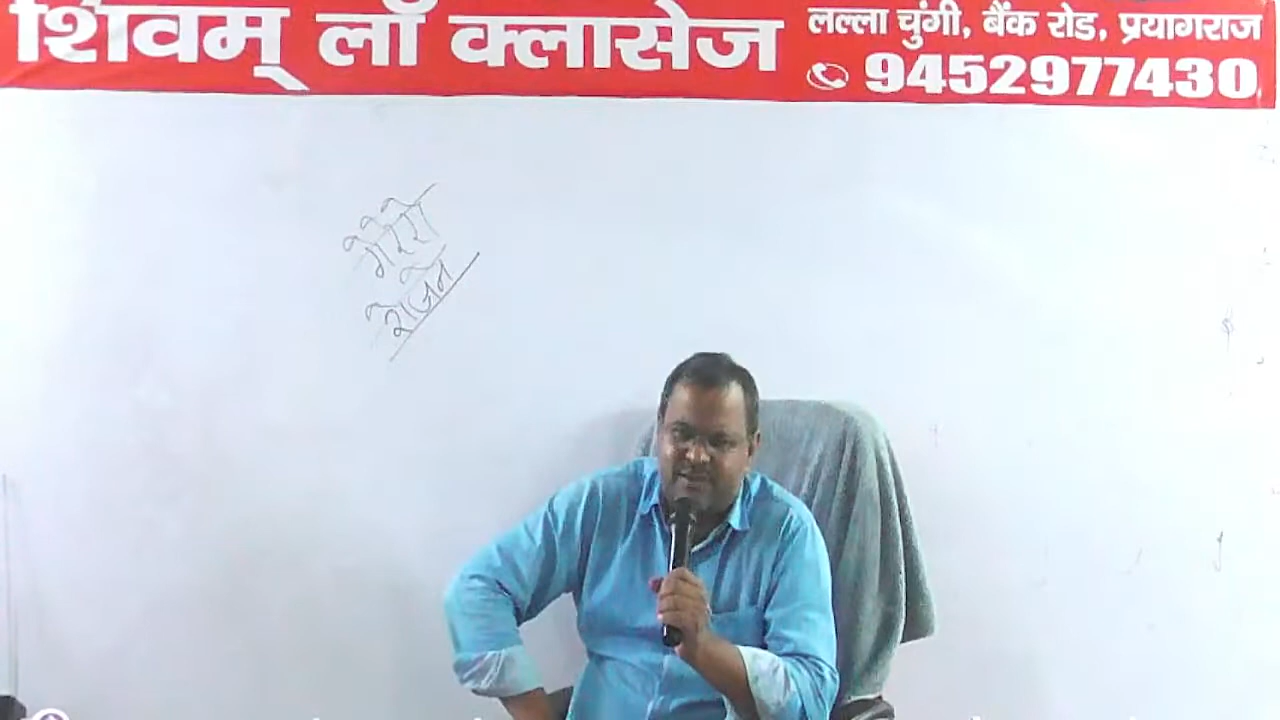 शिवम् लॉ क्लासेज
लल्ला चुंगी, बैंक रोड, प्रयागराज
9452977430
गेरेरो
रोजेन